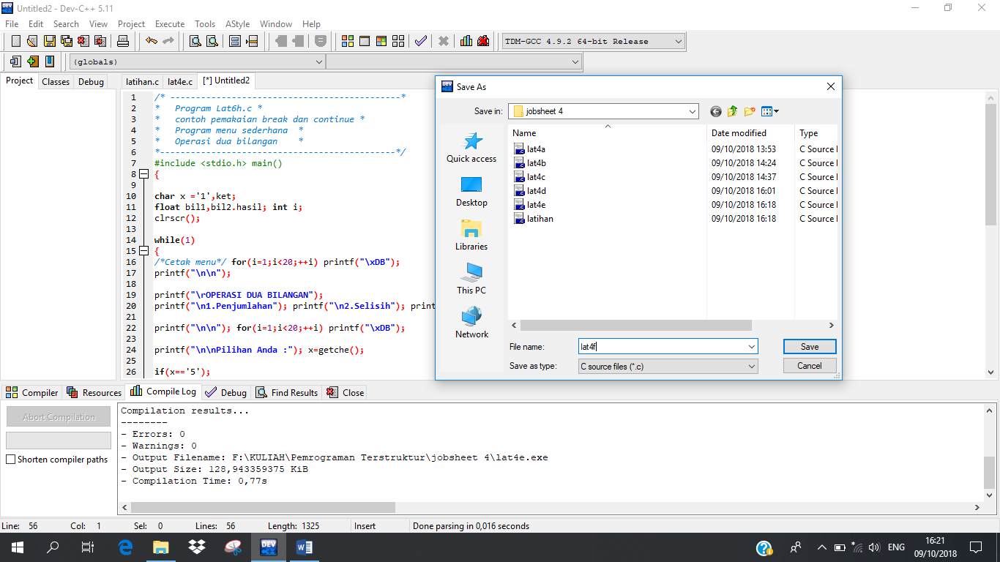 Untitled2 - Dev-C++ 5.11
File Edit Search View Project Execute Tools AStyle Window Help
TDM-GCC 4.9.2 64-bit Release
(globals)
Project Classes Debug
latihan.c lat4e.c [*] Untitled2
1 /* ---------------------------------------------*
2 * Program Lat6h.c *
3 * contoh pemakaian break dan continue *
4 * Program menu sederhana *
5 * Operasi dua bilangan *
6 *----------------------------------------------*/
7 #include <stdio.h> main()
8 {
9
10 char x ='1',ket;
11 float bil1,bil2.hasil; int i;
12 clrscr();
13
14 while(1)
15 {
16 /*Cetak menu*/ for(i=1;i<20;++i) printf("\xDB");
17 printf("\n\n");
18
19 printf("\rOPERASI DUA BILANGAN");
20 printf("\n1.Penjumlahan"); printf("\n2.Selisih"); print
21
22 printf("\n\n"); for(i=1;i<20;++i) printf("\xDB");
23
24 printf("\n\nPilihan Anda :"); x=getche();
25
26 if(x=='5');
Save As
Save in: jobsheet 4
Quick access
Desktop
Libraries
This PC
Network
Name Date modified Type
lat4a 09/10/2018 13:53 C Source
lat4b 09/10/2018 14:24 C Source
lat4c 09/10/2018 14:37 C Source
lat4d 09/10/2018 16:01 C Source
lat4e 09/10/2018 16:18 C Source
latihan 09/10/2018 16:18 C Source
File name: lat4f Save
Save as type: C source files (*.c) Cancel
Compiler Resources Compile Log Debug Find Results Close
Abort Compilation
Shorten compiler paths
Compilation results...
--------
- Errors: 0
- Warnings: 0
- Output Filename: F:\KULIAH\Pemrograman Terstruktur\jobsheet 4\lat4e.exe
- Output Size: 128,943359375 KiB
- Compilation Time: 0,77s
Line: 56 Col: 1 Sel: 0 Lines: 56 Length: 1325 Insert Done parsing in 0,016 seconds
DEV
ENG
16:21
09/10/2018